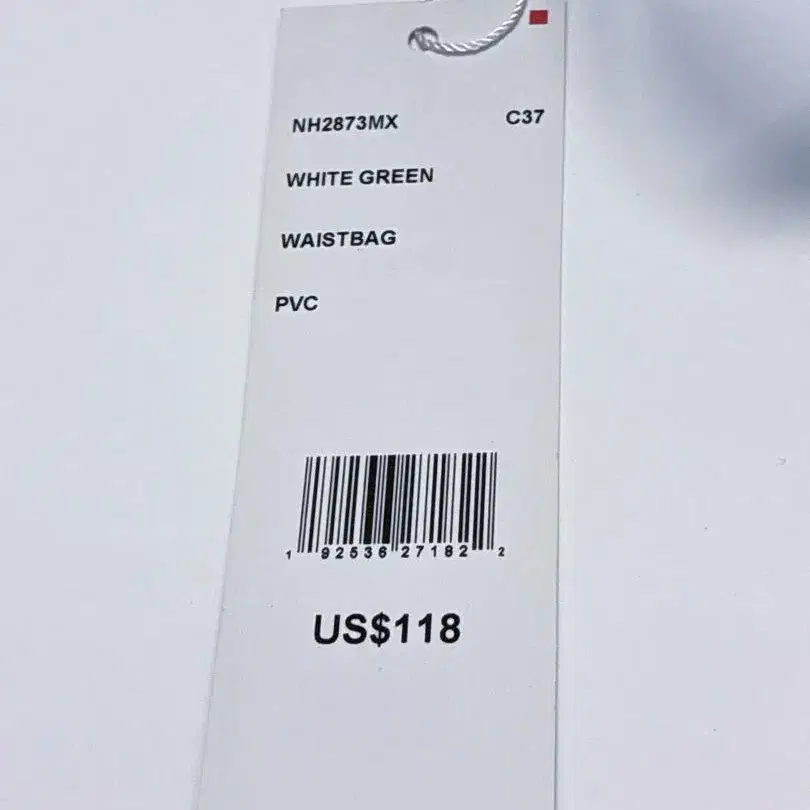 NH2873MX C37
WHITE GREEN
WAISTBAG
PVC
1 92536 27182 2
US$118